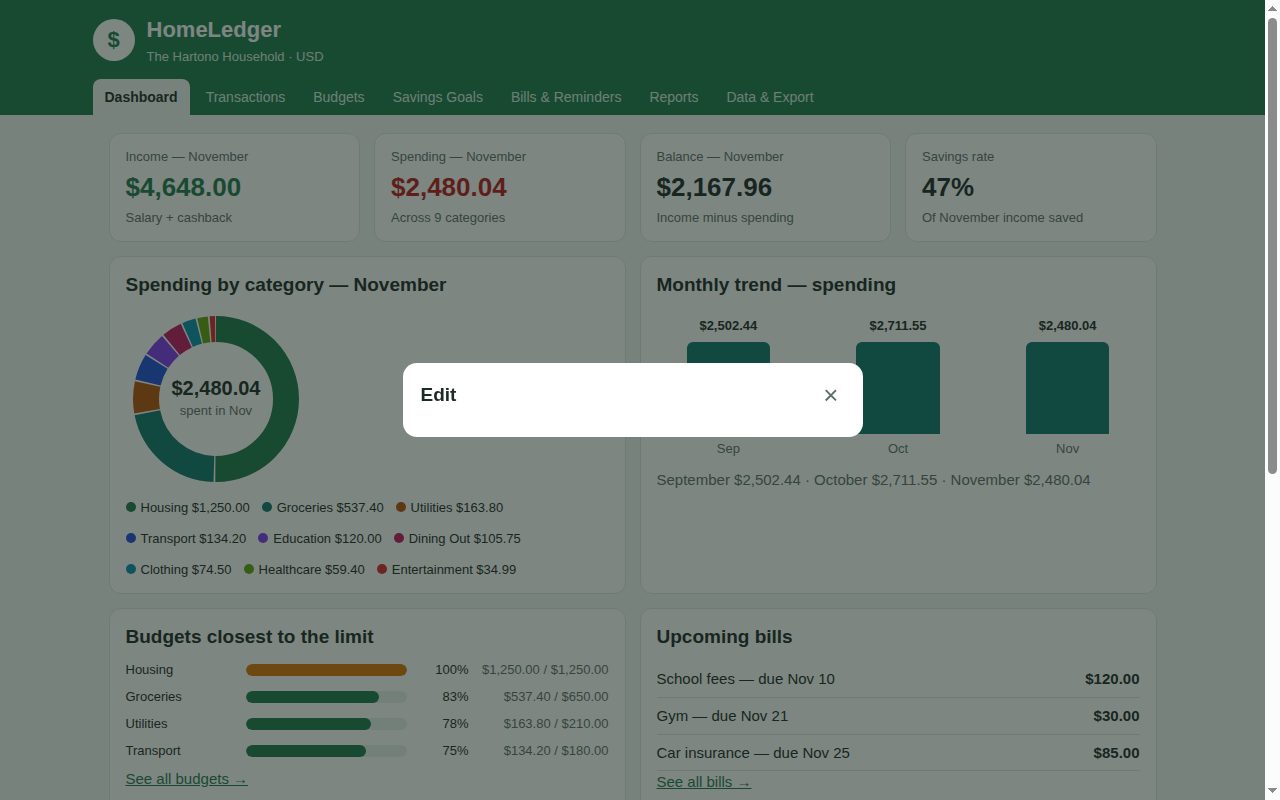 $
HomeLedger
The Hartono Household · USD
Dashboard Transactions Budgets Savings Goals Bills & Reminders Reports Data & Export
Income — November
$4,648.00
Salary + cashback
Spending — November
$2,480.04
Across 9 categories
Balance — November
$2,167.96
Income minus spending
Savings rate
47%
Of November income saved
Spending by category — November
$2,480.04
spent in Nov
Housing $1,250.00 Groceries $537.40 Utilities $163.80
Transport $134.20 Education $120.00 Dining Out $105.75
Clothing $74.50 Healthcare $59.40 Entertainment $34.99
Monthly trend — spending
$2,502.44 $2,711.55 $2,480.04
Sep Oct Nov
September $2,502.44 · October $2,711.55 · November $2,480.04
Edit ×
Budgets closest to the limit
Housing 100% $1,250.00 / $1,250.00
Groceries 83% $537.40 / $650.00
Utilities 78% $163.80 / $210.00
Transport 75% $134.20 / $180.00
See all budgets →
Upcoming bills
School fees — due Nov 10 $120.00
Gym — due Nov 21 $30.00
Car insurance — due Nov 25 $85.00
See all bills →